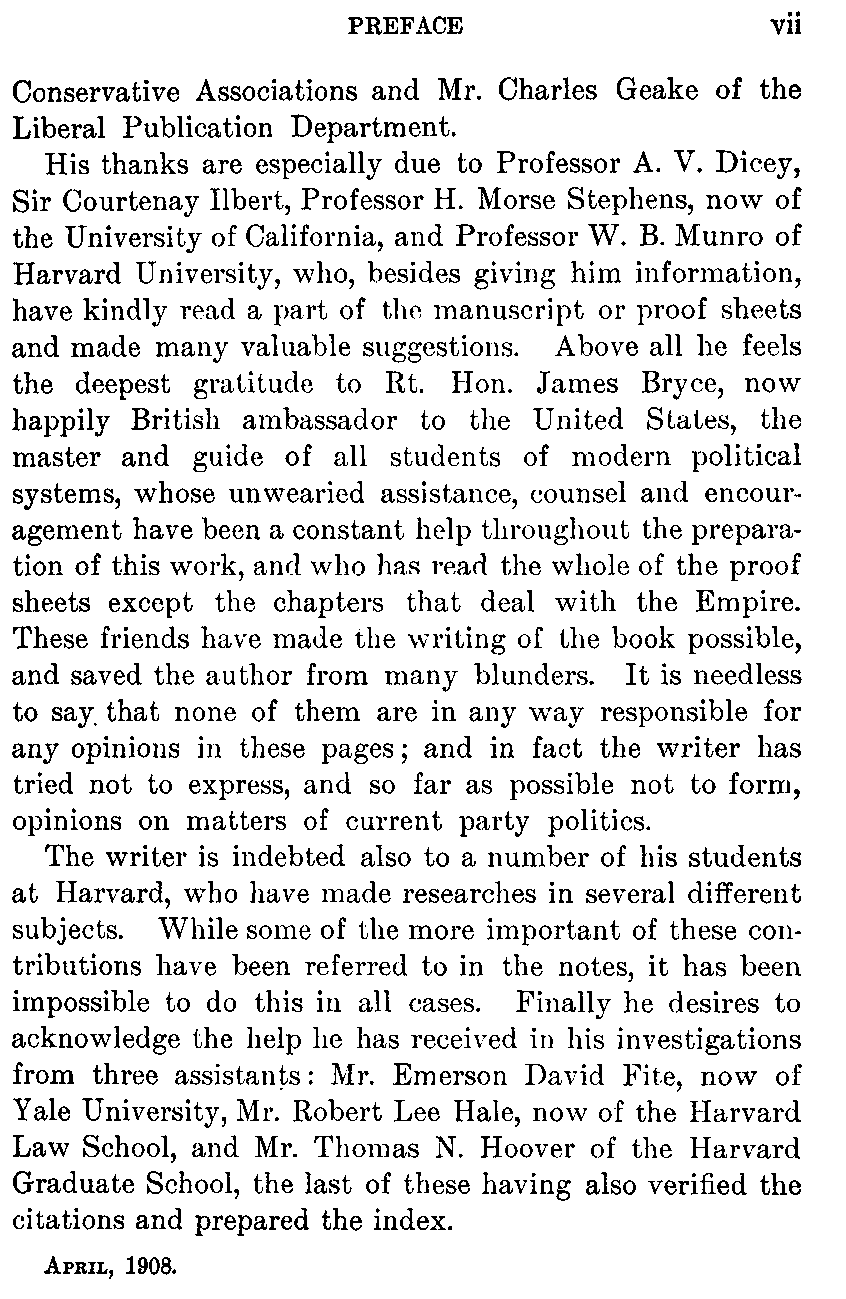 PREFACE vii
Conservative Associations and Mr. Charles Geake of the
Liberal Publication Department.
His thanks are especially due to Professor A. V. Dicey,
Sir Courtenay Ilbert, Professor H. Morse Stephens, now of
the University of California, and Professor W. B. Munro of
Harvard University, who, besides giving him information,
have kindly read a part of the manuscript or proof sheets
and made many valuable suggestions. Above all he feels
the deepest gratitude to Rt. Hon. James Bryce, now
happily British ambassador to the United States, the
master and guide of all students of modern political
systems, whose unwearied assistance, counsel and encour-
agement have been a constant help throughout the prepara-
tion of this work, and who has read the whole of the proof
sheets except the chapters that deal with the Empire.
These friends have made the writing of the book possible,
and saved the author from many blunders. It is needless
to say that none of them are in any way responsible for
any opinions in these pages; and in fact the writer has
tried not to express, and so far as possible not to form,
opinions on matters of current party politics.
The writer is indebted also to a number of his students
at Harvard, who have made researches in several different
subjects. While some of the more important of these con-
tributions have been referred to in the notes, it has been
impossible to do this in all cases. Finally he desires to
acknowledge the help he has received in his investigations
from three assistants: Mr. Emerson David Fite, now of
Yale University, Mr. Robert Lee Hale, now of the Harvard
Law School, and Mr. Thomas N. Hoover of the Harvard
Graduate School, the last of these having also verified the
citations and prepared the index.
APRIL, 1908.